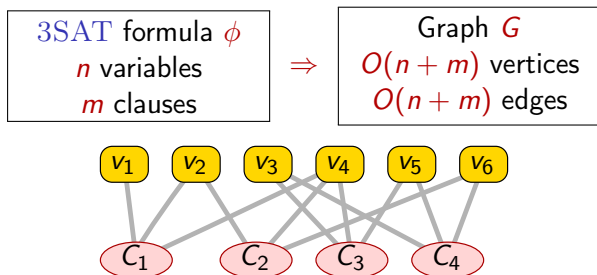 3SAT formula ϕ
n variables
m clauses
⇒
Graph G
O(n + m) vertices
O(n + m) edges
v₁ v₂ v₃ v₄ v₅ v₆
C₁ C₂ C₃ C₄